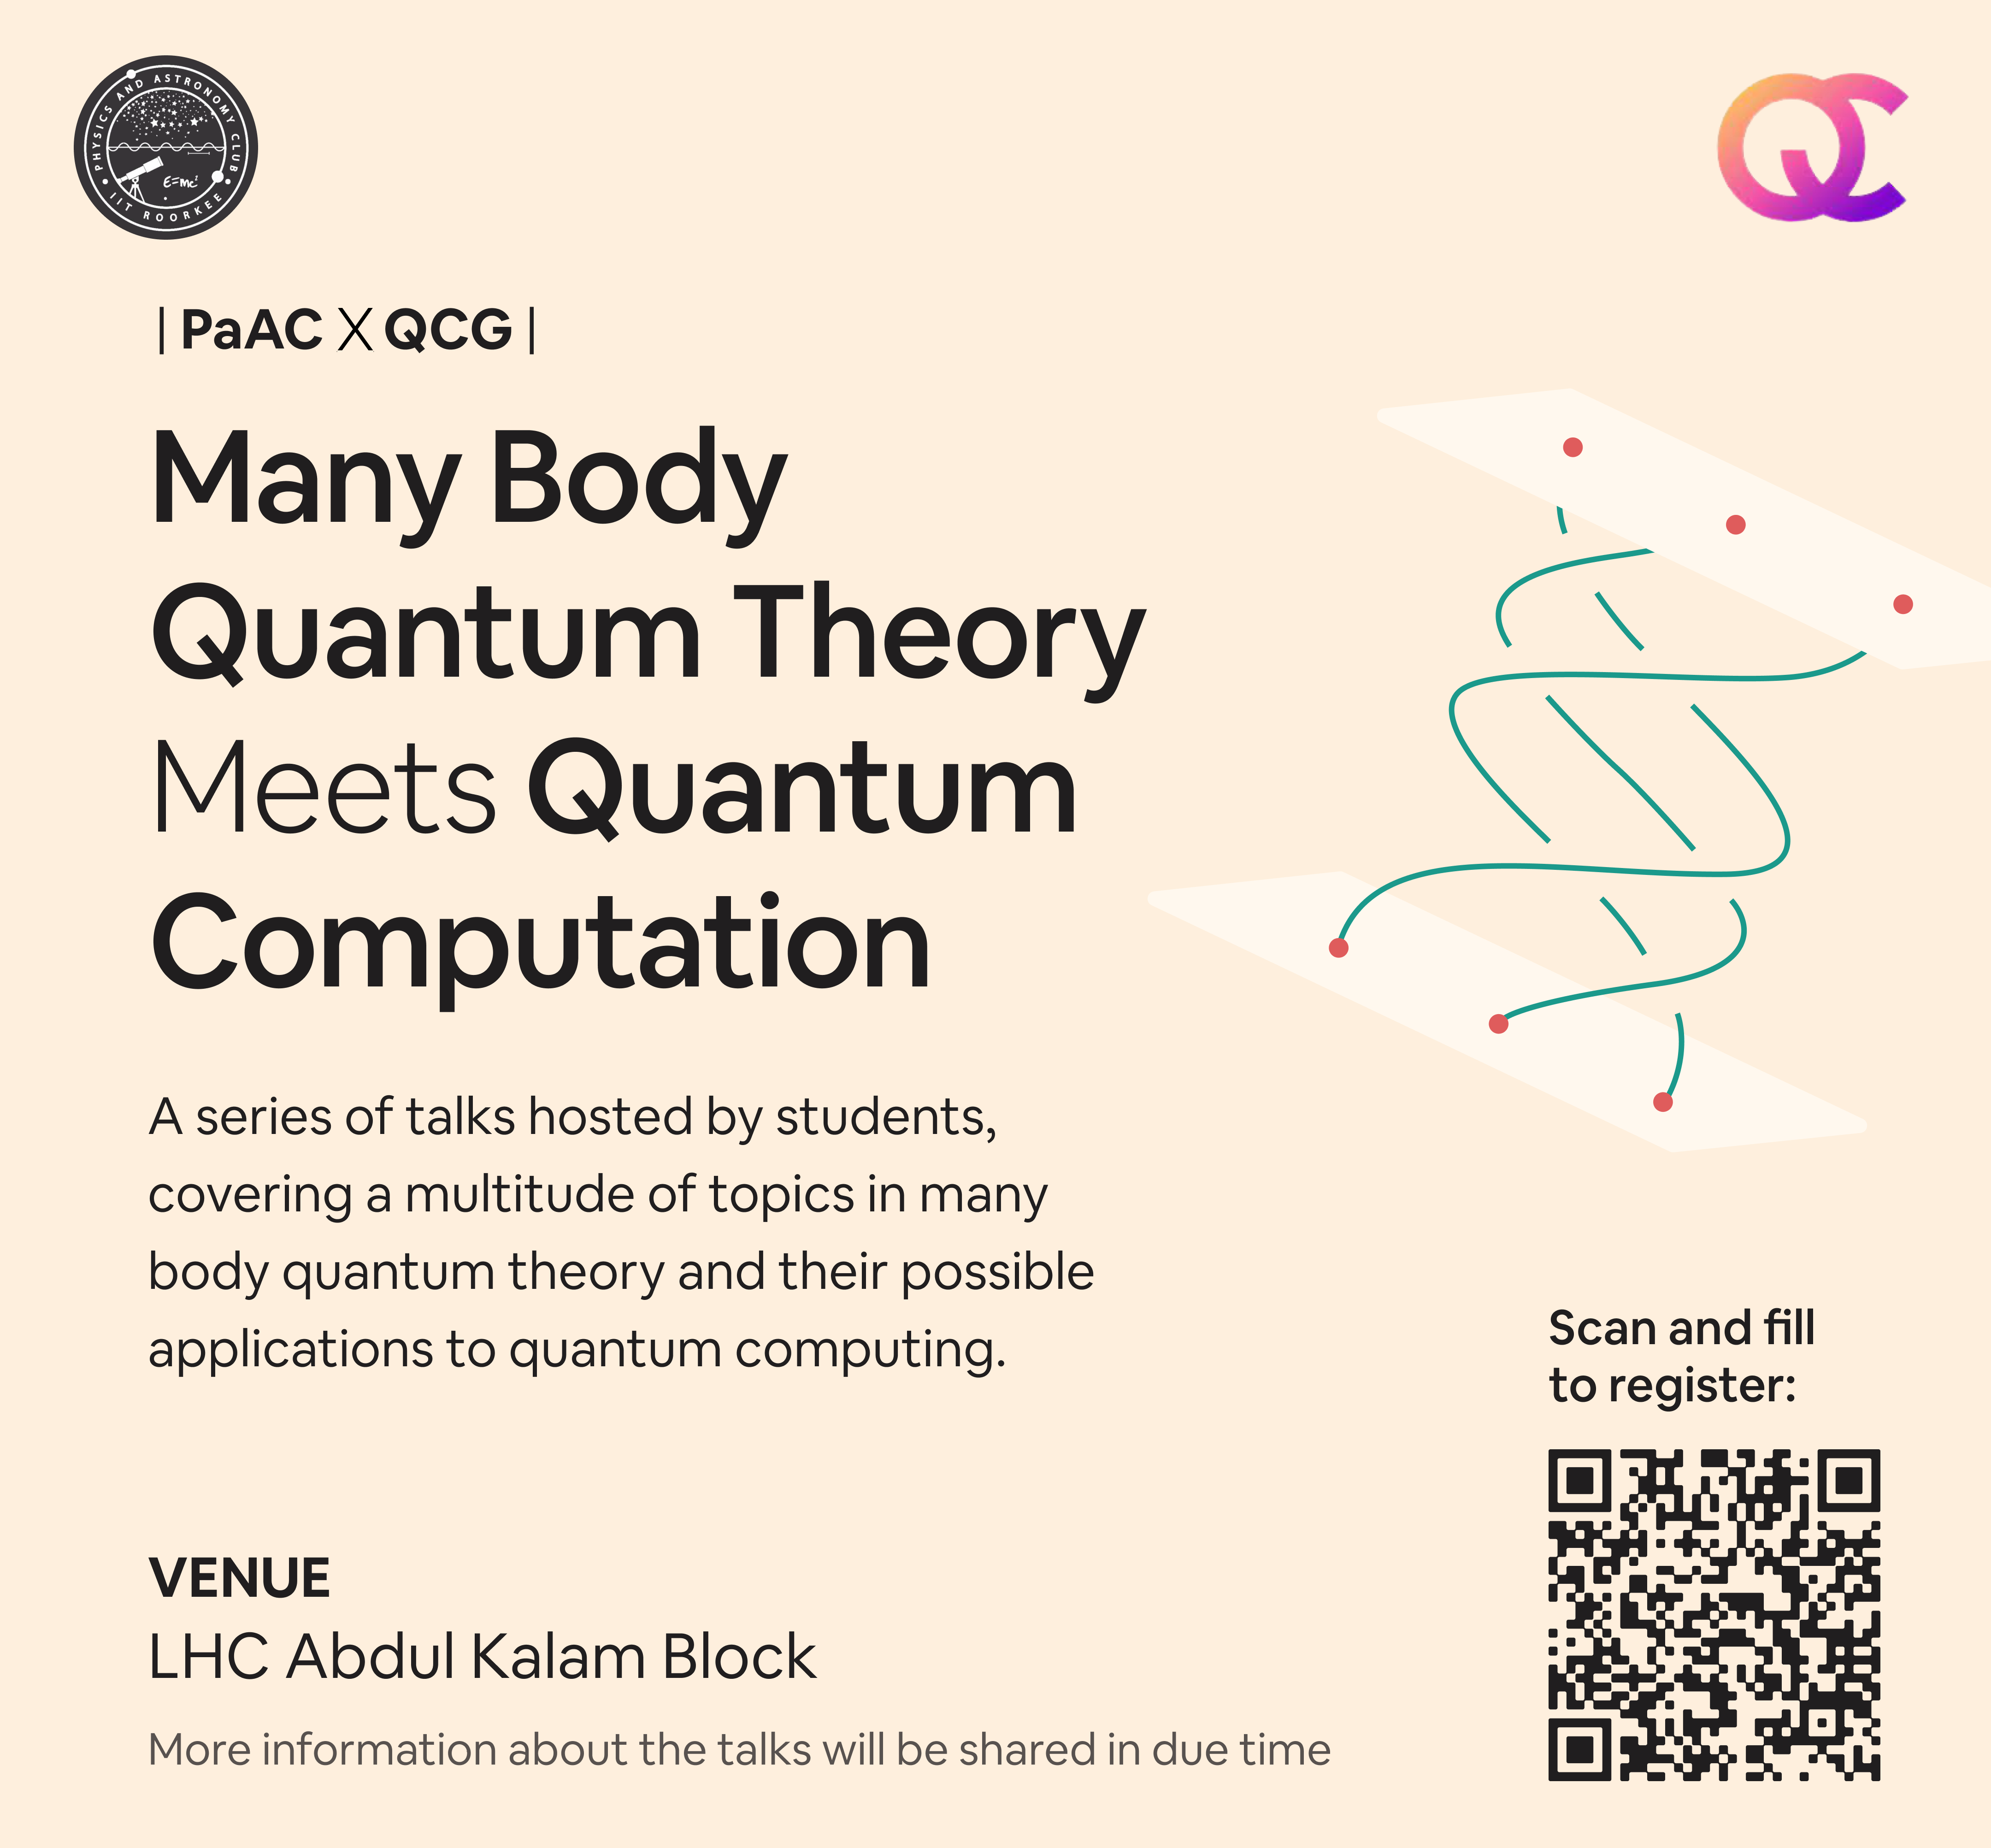 PHYSICS AND ASTRONOMY CLUB
E=mc²
IIT ROORKEE
QC
| PaAC X QCG |
Many Body
Quantum Theory
Meets Quantum
Computation
A series of talks hosted by students,
covering a multitude of topics in many
body quantum theory and their possible
applications to quantum computing.
Scan and fill
to register:
VENUE
LHC Abdul Kalam Block
More information about the talks will be shared in due time